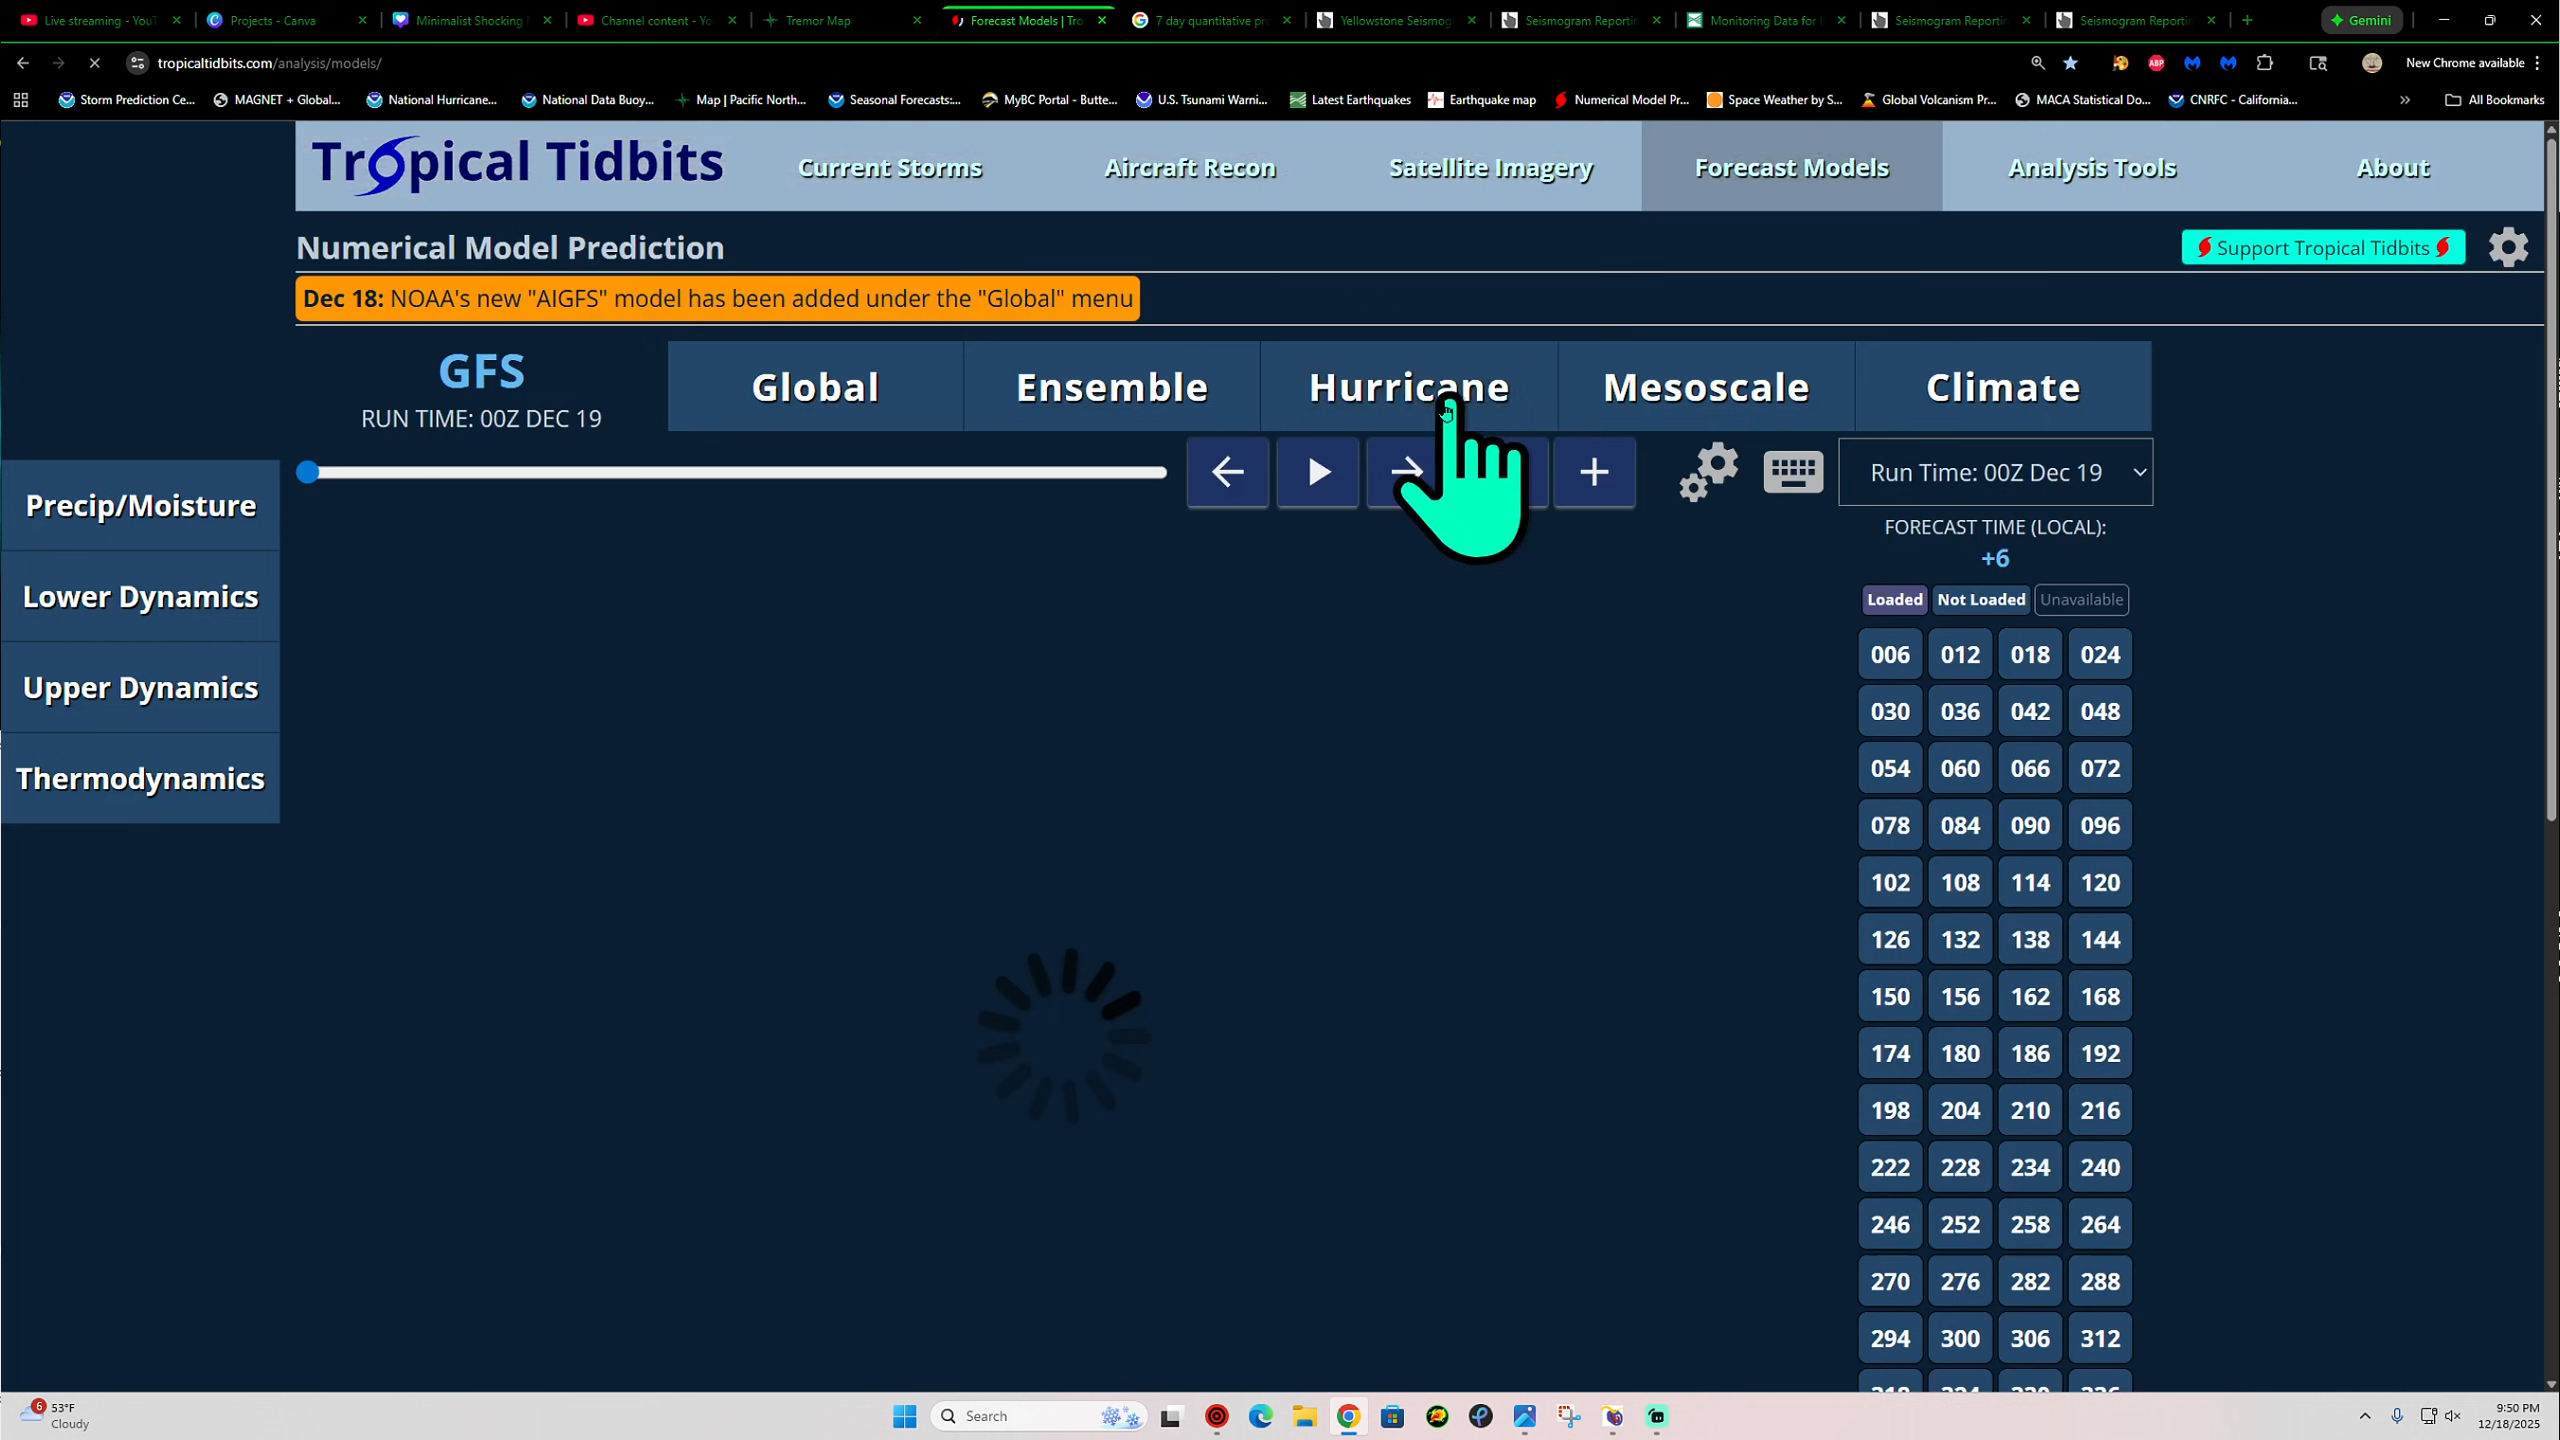 Live streaming - YouT
Projects - Canva
Minimalist Shocking
Channel content - Yo
Tremor Map
Forecast Models | Tro
7 day quantitative pr
Yellowstone Seismog
Seismogram Reportin
Monitoring Data for
Seismogram Reportin
Seismogram Reportin
Gemini
tropicaltidbits.com/analysis/models/
ABP
New Chrome available
Storm Prediction Ce...
MAGNET + Global...
National Hurricane...
National Data Buoy...
Map | Pacific North...
Seasonal Forecasts:...
MyBC Portal - Butte...
U.S. Tsunami Warni...
Latest Earthquakes
Earthquake map
Numerical Model Pr...
Space Weather by S...
Global Volcanism Pr...
MACA Statistical Do...
CNRFC - California...
All Bookmarks
Tropical Tidbits
Current Storms
Aircraft Recon
Satellite Imagery
Forecast Models
Analysis Tools
About
Numerical Model Prediction
Support Tropical Tidbits
Dec 18: NOAA's new "AIGFS" model has been added under the "Global" menu
GFS
RUN TIME: 00Z DEC 19
Global
Ensemble
Hurricane
Mesoscale
Climate
Run Time: 00Z Dec 19
Precip/Moisture
Lower Dynamics
Upper Dynamics
Thermodynamics
FORECAST TIME (LOCAL):
+6
Loaded Not Loaded Unavailable
006 012 018 024
030 036 042 048
054 060 066 072
078 084 090 096
102 108 114 120
126 132 138 144
150 156 162 168
174 180 186 192
198 204 210 216
222 228 234 240
246 252 258 264
270 276 282 288
294 300 306 312
318 324 330 336
6
53°F
Cloudy
Search
9:50 PM
12/18/2025